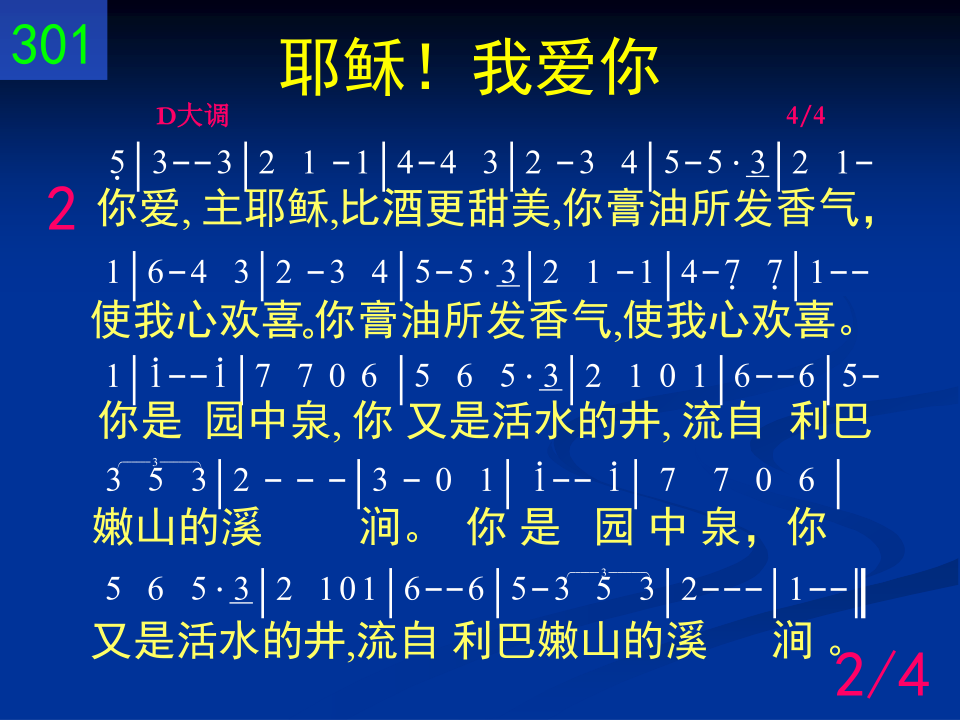 301
耶稣！我爱你
D大调 4/4
5̣|3--3|2 1 -1|4-4 3|2 -3 4|5-5·3̲|2 1-
2
你爱, 主耶稣,比酒更甜美,你膏油所发香气,
1|6-4 3|2 -3 4|5-5·3̲|2 1 -1|4-7̣ 7̣|1--
使我心欢喜。你膏油所发香气,使我心欢喜。
1|i--i|7 7 0 6 |5 6 5·3̲|2 1 0 1|6--6|5-
你是 园中泉, 你 又是活水的井, 流自 利巴
3
3 5 3|2 - - -|3 - 0 1| i-- i| 7 7 0 6 |
嫩山的溪 涧。 你 是 园 中 泉，你
3
5 6 5·3̲|2 101|6--6|5-3 5 3|2---|1--‖
又是活水的井,流自 利巴嫩山的溪 涧 。
2/4